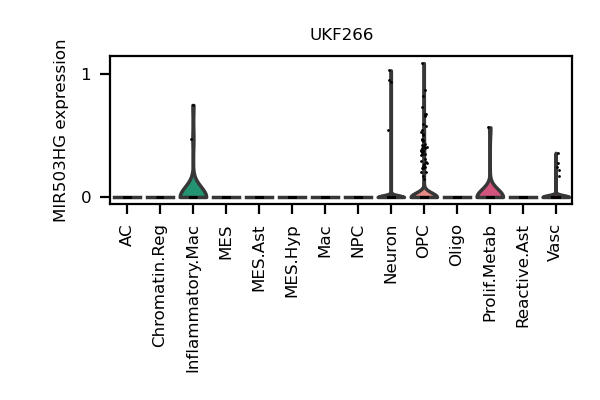 UKF266
MIR503HG expression
1
0
AC
Chromatin.Reg
Inflammatory.Mac
MES
MES.Ast
MES.Hyp
Mac
NPC
Neuron
OPC
Oligo
Prolif.Metab
Reactive.Ast
Vasc